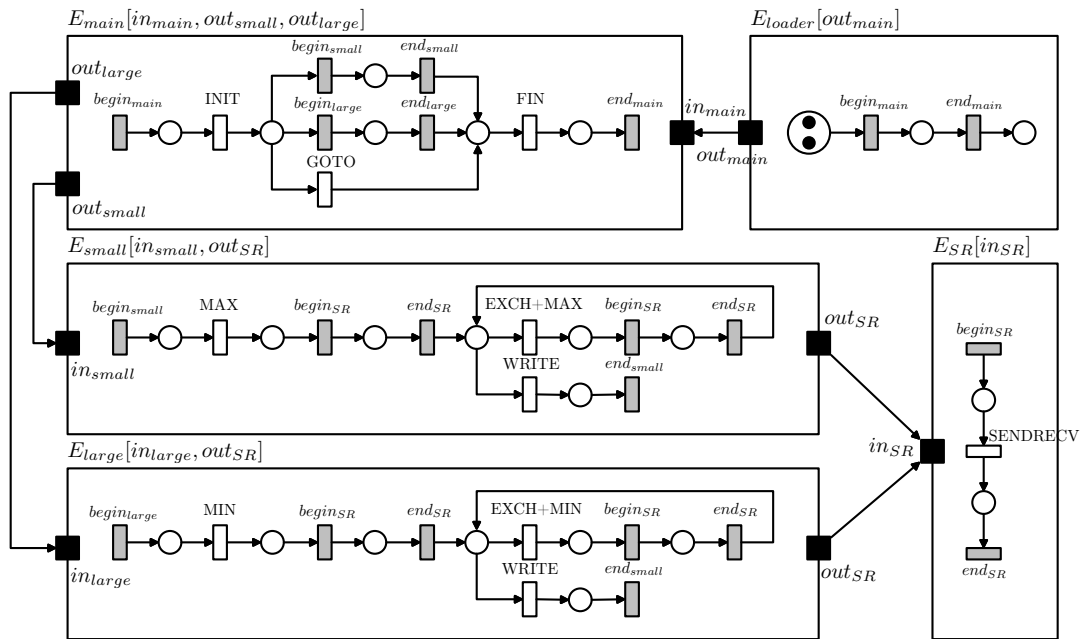 E_main[in_main, out_small, out_large]
E_loader[out_main]
out_large
begin_main
INIT
begin_small
end_small
begin_large
end_large
GOTO
FIN
end_main
in_main
out_main
begin_main
end_main
out_small
E_small[in_small, out_SR]
E_SR[in_SR]
begin_small
MAX
begin_SR
end_SR
EXCH+MAX
begin_SR
end_SR
out_SR
in_small
WRITE
end_small
begin_SR
SENDRECV
end_SR
in_SR
E_large[in_large, out_SR]
begin_large
MIN
begin_SR
end_SR
EXCH+MIN
begin_SR
end_SR
in_large
WRITE
end_small
out_SR